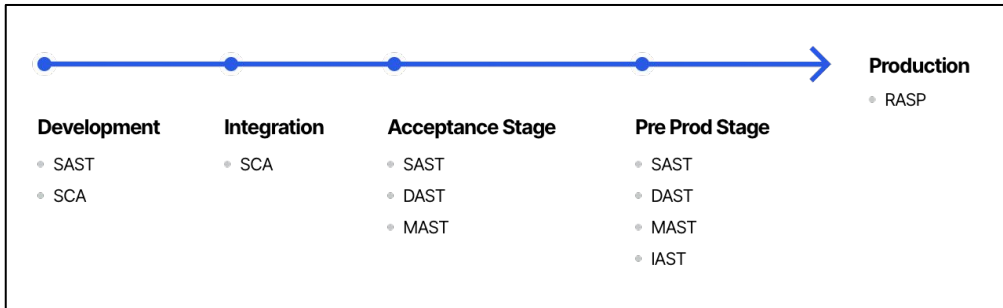 Development
SAST
SCA
Integration
SCA
Acceptance Stage
SAST
DAST
MAST
Pre Prod Stage
SAST
DAST
MAST
IAST
Production
RASP